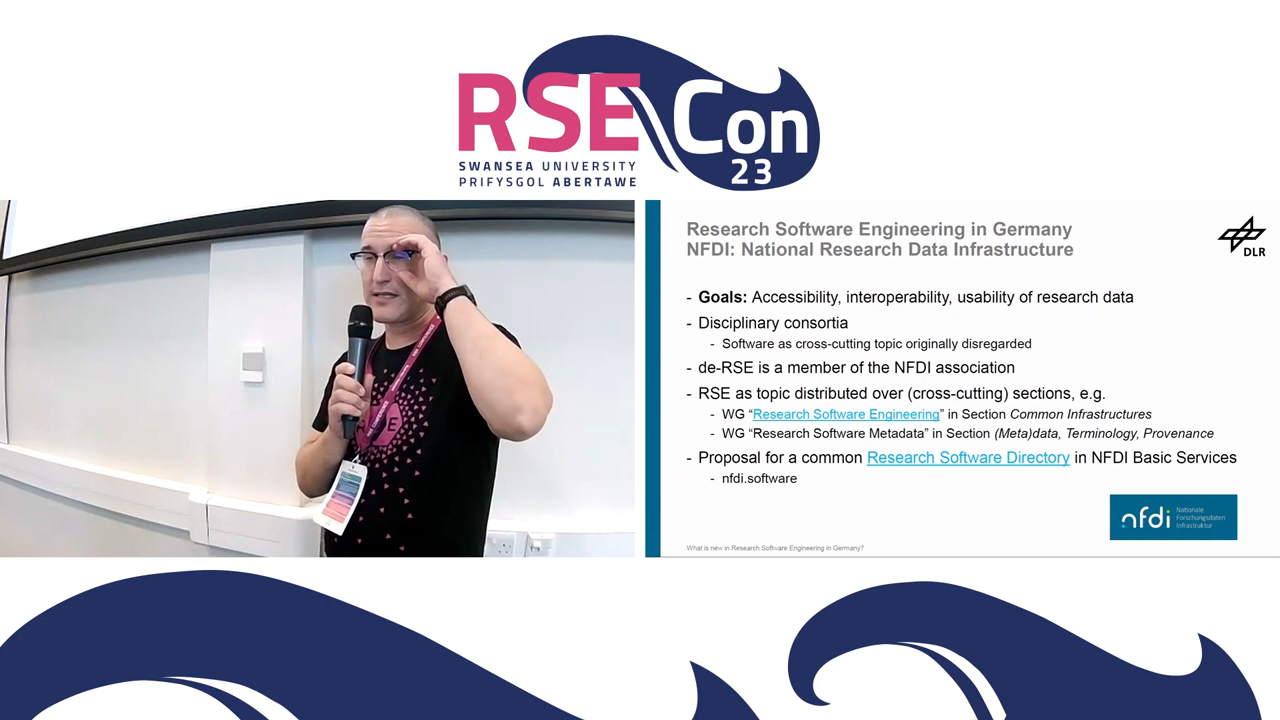 RSE Con
23
SWANSEA UNIVERSITY
PRIFYSGOL ABERTAWE
Research Software Engineering in Germany
NFDI: National Research Data Infrastructure
DLR
- Goals: Accessibility, interoperability, usability of research data
- Disciplinary consortia
- Software as cross-cutting topic originally disregarded
- de-RSE is a member of the NFDI association
- RSE as topic distributed over (cross-cutting) sections, e.g.
- WG “Research Software Engineering” in Section Common Infrastructures
- WG “Research Software Metadata” in Section (Meta)data, Terminology, Provenance
- Proposal for a common Research Software Directory in NFDI Basic Services
- nfdi.software
nfdi
Nationale
Forschungsdaten
Infrastruktur
What is new in Research Software Engineering in Germany?